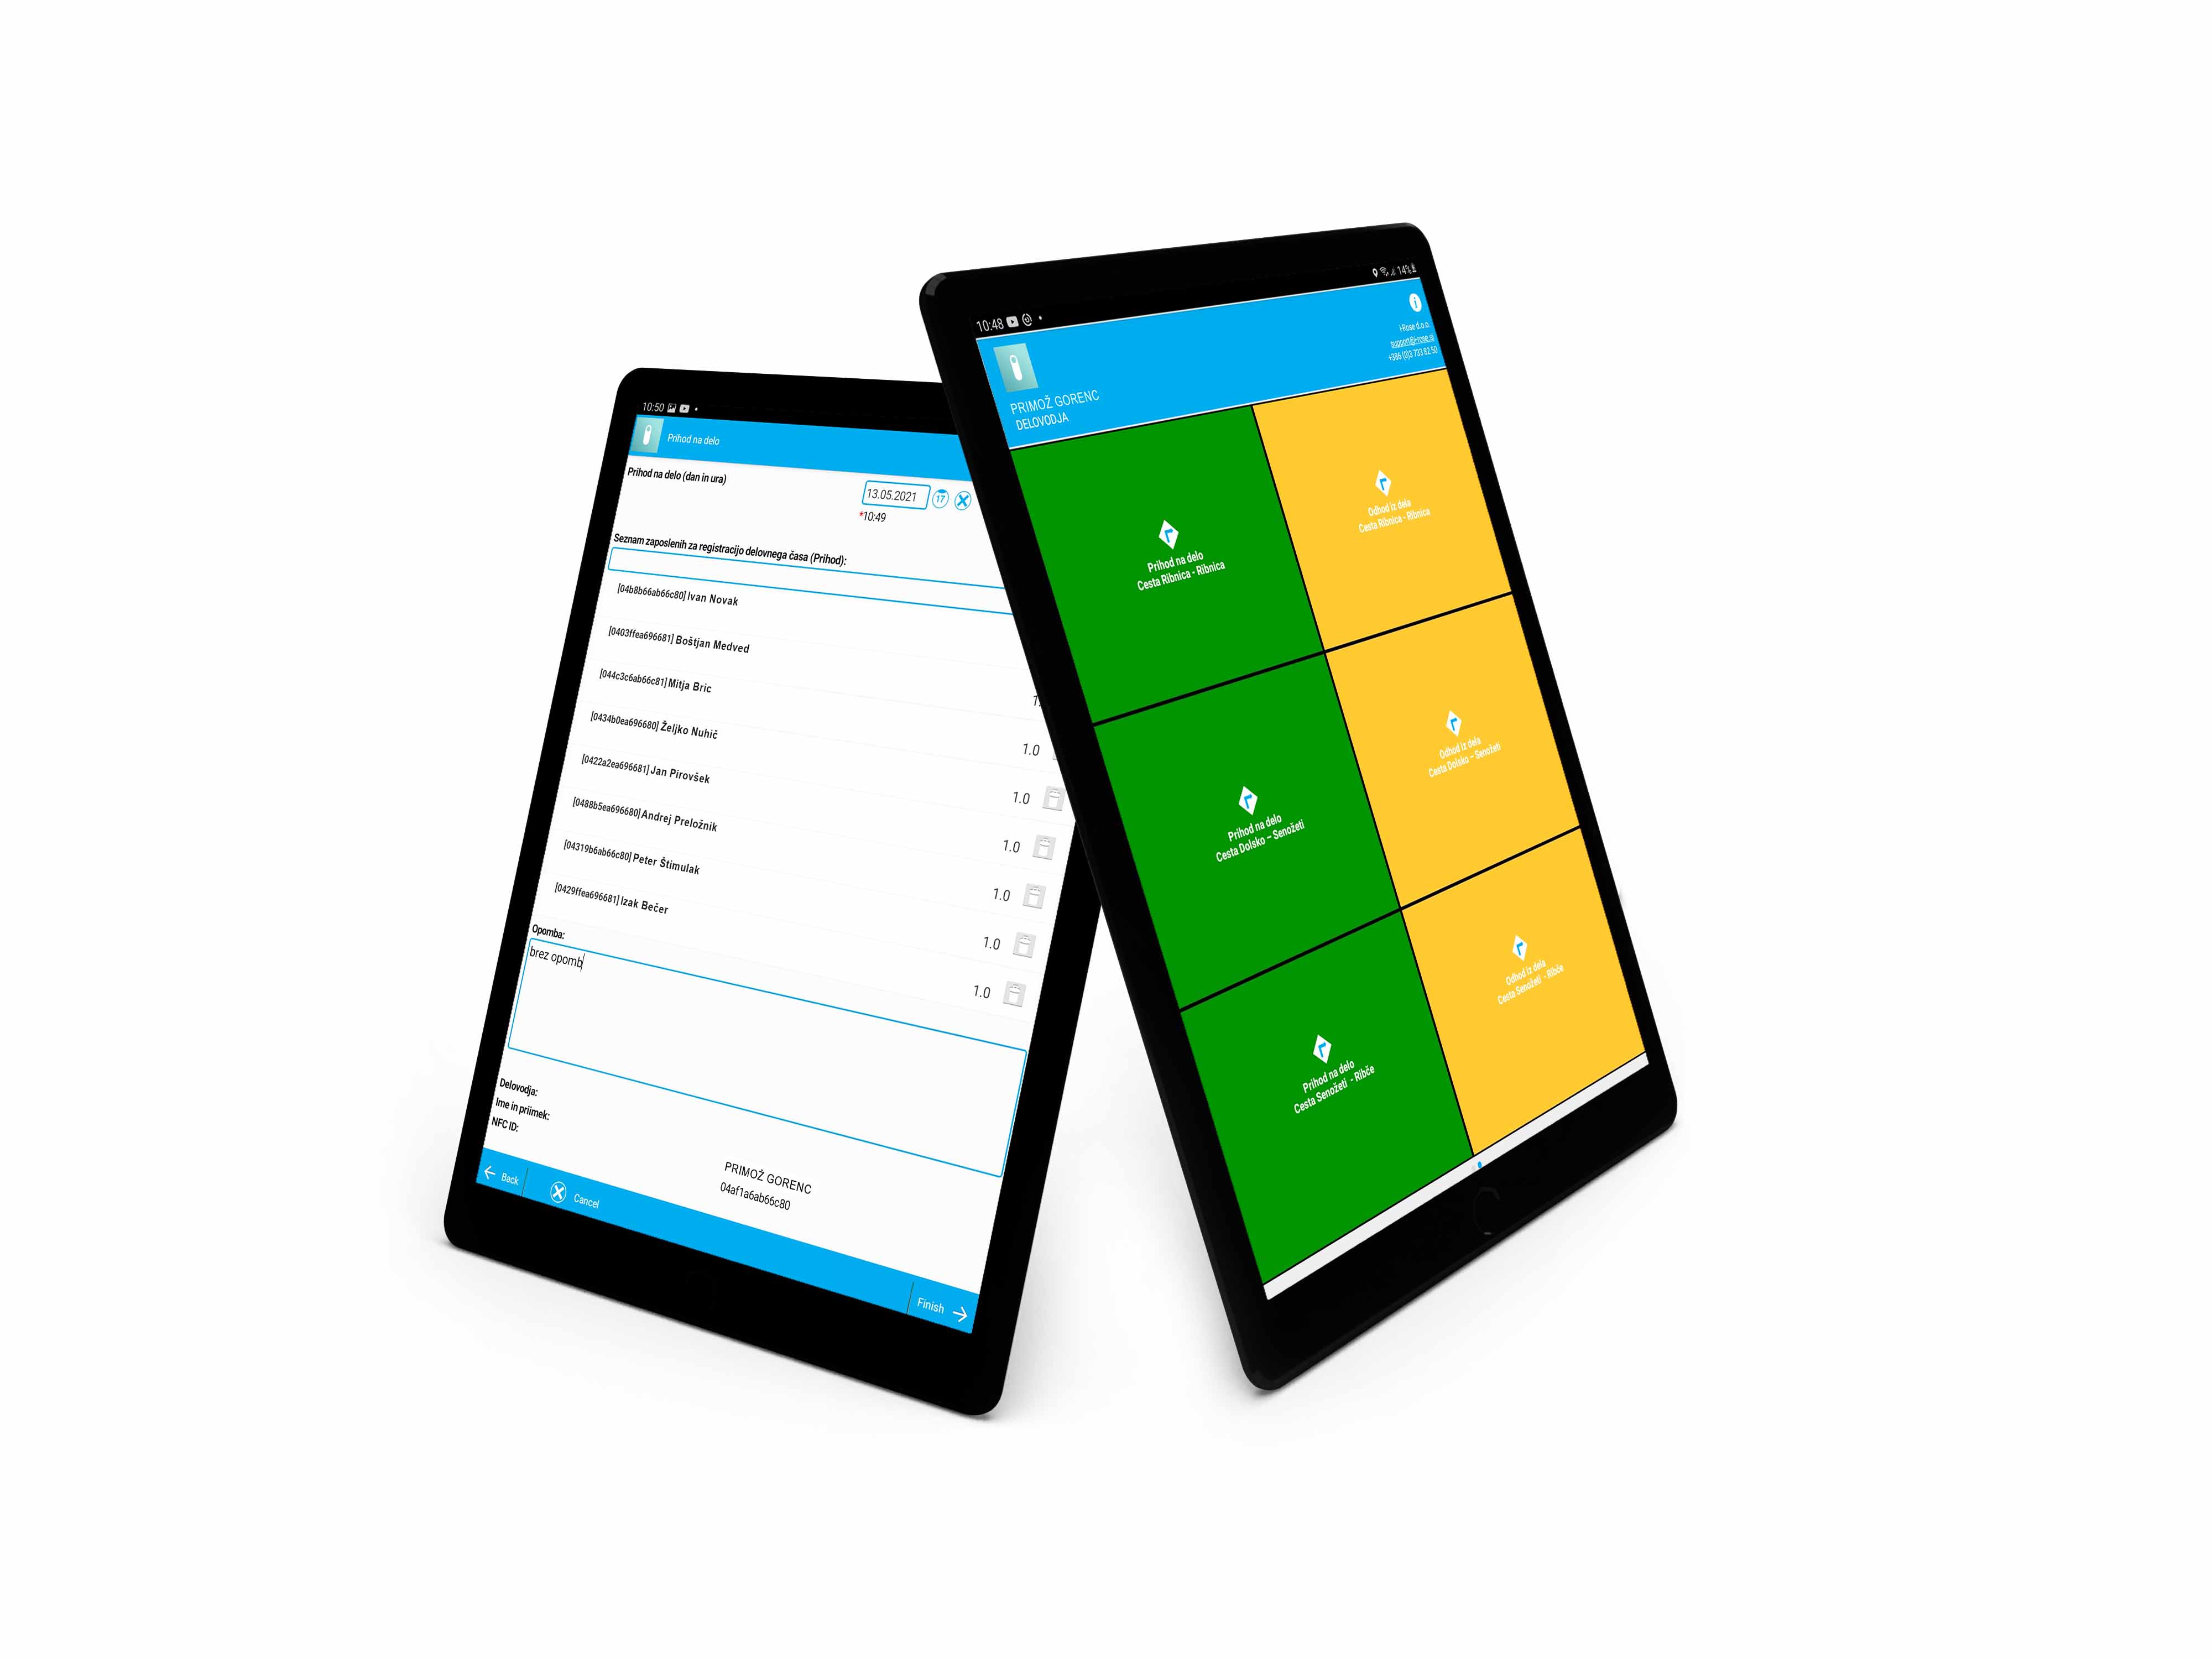 10:50
Prihod na delo
Prihod na delo (dan in ura)
13.05.2021
17
*10:49
Seznam zaposlenih za registracijo delovnega časa (Prihod):
[04b8b66ab66c80] Ivan Novak
[0403ffea696681] Boštjan Medved
[044c3c6ab66c81] Mitja Bric
1.
[0434b0ea696680] Željko Nuhič
1.0
[0422a2ea696681] Jan Pirovšek
1.0
[0488b5ea696680] Andrej Preložnik
1.0
[04319b6ab66c80] Peter Štimulak
1.0
[0429ffea696681] Izak Bečer
1.0
1.0
Opomba:
brez opomb
Delovodja:
Ime in priimek:
PRIMOŽ GORENC
NFC ID:
04af1a6ab66c80
Back
Cancel
Finish
10:48
14%
i-Rose d.o.o.
support@i-rose.si
+386 (0)3 733 82 50
PRIMOŽ GORENC
DELOVODJA
Prihod na delo
Cesta Ribnica - Ribnica
Odhod iz dela
Cesta Ribnica - Ribnica
Prihod na delo
Cesta Dolsko – Senožeti
Odhod iz dela
Cesta Dolsko – Senožeti
Prihod na delo
Cesta Senožeti - Ribče
Odhod iz dela
Cesta Senožeti - Ribče